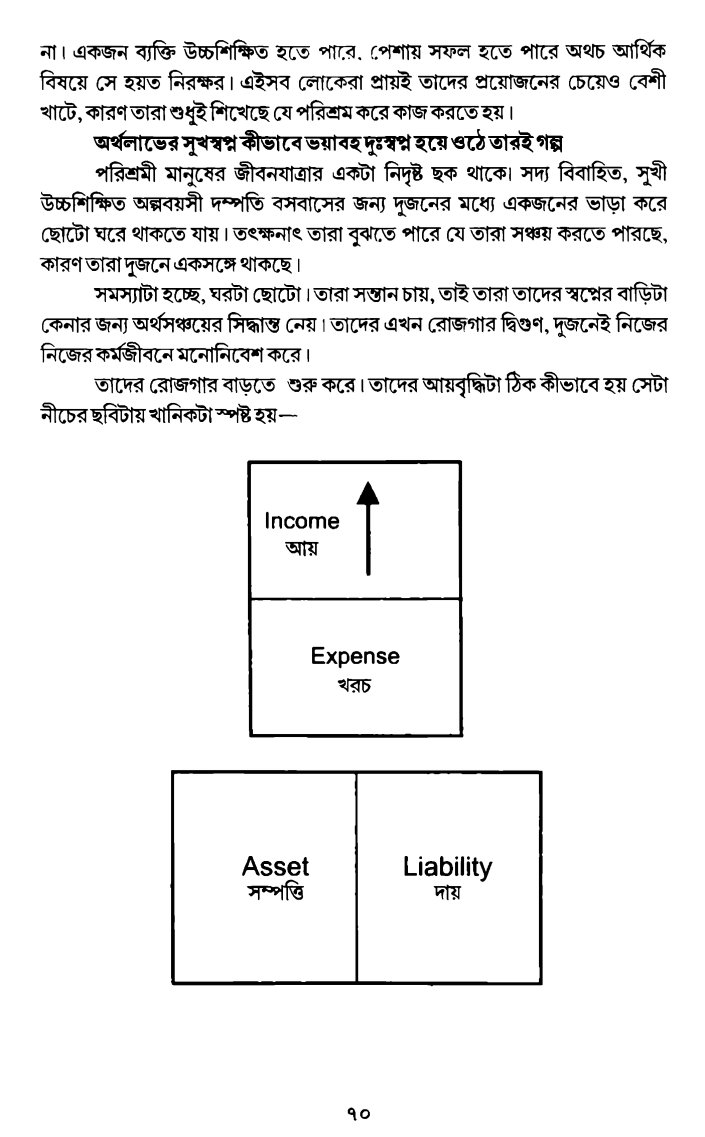 না। একজন ব্যক্তি উচ্চশিক্ষিত হতে পারে, পেশায় সফল হতে পারে অথচ আর্থিক
বিষয়ে সে হয়ত নিরক্ষর। এইসব লোকেরা প্রায়ই তাদের প্রয়োজনের চেয়েও বেশী
খাটে, কারণ তারা শুধুই শিখেছে যে পরিশ্রম করে কাজ করতে হয়।
অর্থলাভের সুখস্বপ্ন কীভাবে ভয়াবহ দুঃস্বপ্ন হয়ে ওঠে তারই গল্প
পরিশ্রমী মানুষের জীবনযাত্রার একটা নির্দৃষ্ট ছক থাকে। সদ্য বিবাহিত, সুখী
উচ্চশিক্ষিত অল্পবয়সী দম্পতি বসবাসের জন্য দুজনের মধ্যে একজনের ভাড়া করে
ছোটো ঘরে থাকতে যায়। তৎক্ষনাৎ তারা বুঝতে পারে যে তারা সঞ্চয় করতে পারছে,
কারণ তারা দুজনে একসঙ্গে থাকছে।
সমস্যাটা হচ্ছে, ঘরটা ছোটো। তারা সন্তান চায়, তাই তারা তাদের স্বপ্নের বাড়িটা
কেনার জন্য অর্থসঞ্চয়ের সিদ্ধান্ত নেয়। তাদের এখন রোজগার দ্বিগুণ, দুজনেই নিজের
নিজের কর্মজীবনে মনোনিবেশ করে।
তাদের রোজগার বাড়তে শুরু করে। তাদের আয়বৃদ্ধিটা ঠিক কীভাবে হয় সেটা
নীচের ছবিটায় খানিকটা স্পষ্ট হয়—
Income
আয়
Expense
খরচ
Asset
সম্পত্তি
Liability
দায়
৭০